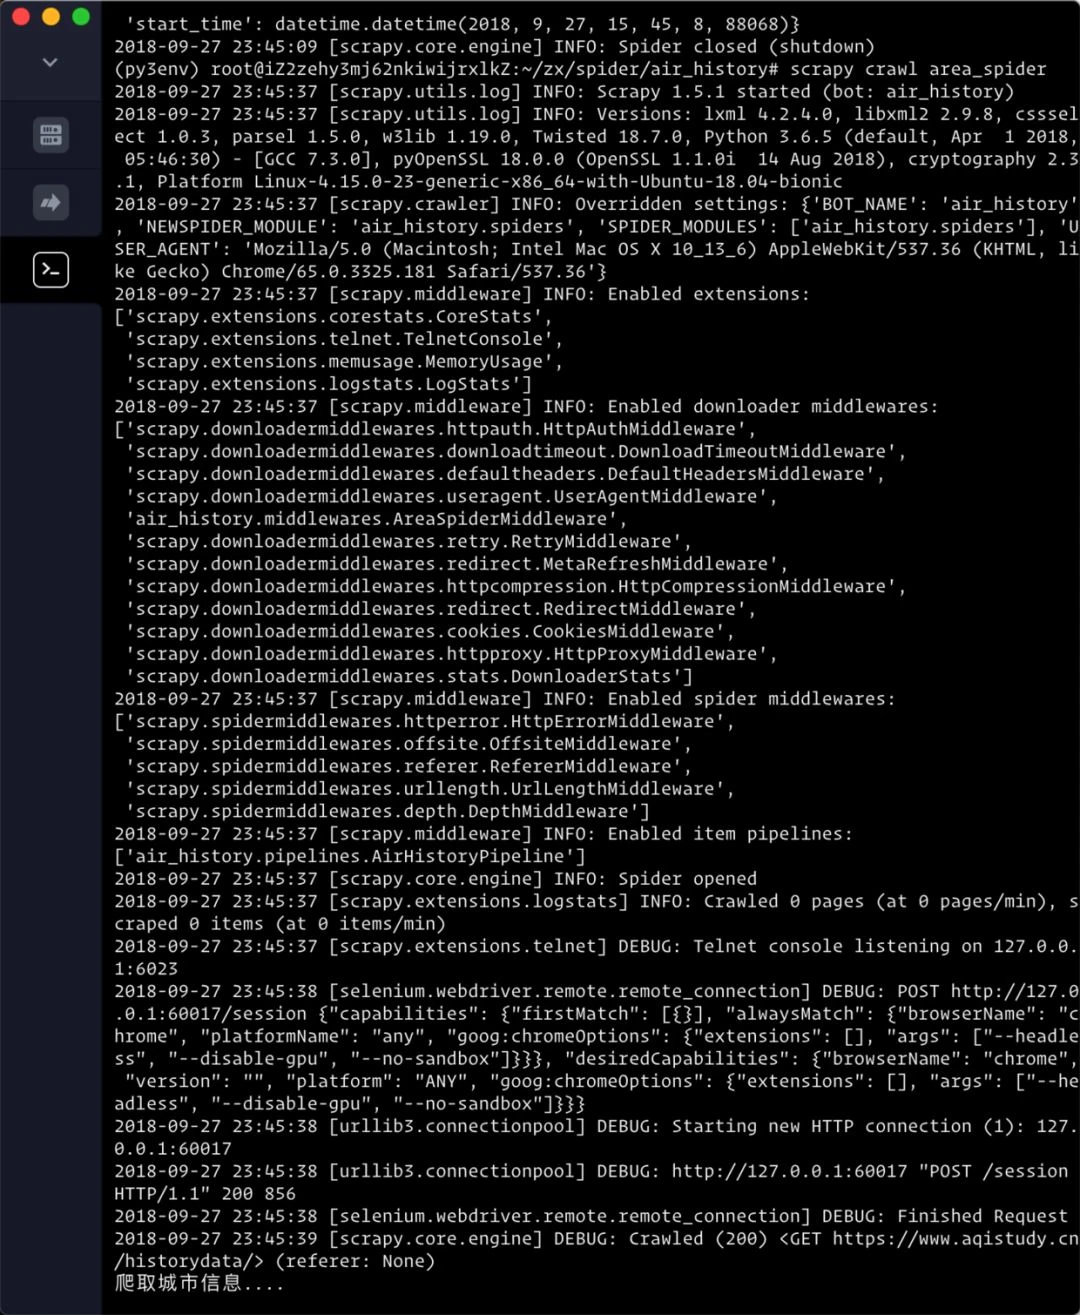 'start_time': datetime.datetime(2018, 9, 27, 15, 45, 8, 88068)}
2018-09-27 23:45:09 [scrapy.core.engine] INFO: Spider closed (shutdown)
(py3env) root@iZ2zehy3mj62nkiwijrxlkZ:~/zx/spider/air_history# scrapy crawl area_spider
2018-09-27 23:45:37 [scrapy.utils.log] INFO: Scrapy 1.5.1 started (bot: air_history)
2018-09-27 23:45:37 [scrapy.utils.log] INFO: Versions: lxml 4.2.4.0, libxml2 2.9.8, csssel
ect 1.0.3, parsel 1.5.0, w3lib 1.19.0, Twisted 18.7.0, Python 3.6.5 (default, Apr  1 2018,
 05:46:30) - [GCC 7.3.0], pyOpenSSL 18.0.0 (OpenSSL 1.1.0i  14 Aug 2018), cryptography 2.3
.1, Platform Linux-4.15.0-23-generic-x86_64-with-Ubuntu-18.04-bionic
2018-09-27 23:45:37 [scrapy.crawler] INFO: Overridden settings: {'BOT_NAME': 'air_history'
, 'NEWSPIDER_MODULE': 'air_history.spiders', 'SPIDER_MODULES': ['air_history.spiders'], 'U
SER_AGENT': 'Mozilla/5.0 (Macintosh; Intel Mac OS X 10_13_6) AppleWebKit/537.36 (KHTML, li
ke Gecko) Chrome/65.0.3325.181 Safari/537.36'}
2018-09-27 23:45:37 [scrapy.middleware] INFO: Enabled extensions:
['scrapy.extensions.corestats.CoreStats',
 'scrapy.extensions.telnet.TelnetConsole',
 'scrapy.extensions.memusage.MemoryUsage',
 'scrapy.extensions.logstats.LogStats']
2018-09-27 23:45:37 [scrapy.middleware] INFO: Enabled downloader middlewares:
['scrapy.downloadermiddlewares.httpauth.HttpAuthMiddleware',
 'scrapy.downloadermiddlewares.downloadtimeout.DownloadTimeoutMiddleware',
 'scrapy.downloadermiddlewares.defaultheaders.DefaultHeadersMiddleware',
 'scrapy.downloadermiddlewares.useragent.UserAgentMiddleware',
 'air_history.middlewares.AreaSpiderMiddleware',
 'scrapy.downloadermiddlewares.retry.RetryMiddleware',
 'scrapy.downloadermiddlewares.redirect.MetaRefreshMiddleware',
 'scrapy.downloadermiddlewares.httpcompression.HttpCompressionMiddleware',
 'scrapy.downloadermiddlewares.redirect.RedirectMiddleware',
 'scrapy.downloadermiddlewares.cookies.CookiesMiddleware',
 'scrapy.downloadermiddlewares.httpproxy.HttpProxyMiddleware',
 'scrapy.downloadermiddlewares.stats.DownloaderStats']
2018-09-27 23:45:37 [scrapy.middleware] INFO: Enabled spider middlewares:
['scrapy.spidermiddlewares.httperror.HttpErrorMiddleware',
 'scrapy.spidermiddlewares.offsite.OffsiteMiddleware',
 'scrapy.spidermiddlewares.referer.RefererMiddleware',
 'scrapy.spidermiddlewares.urllength.UrlLengthMiddleware',
 'scrapy.spidermiddlewares.depth.DepthMiddleware']
2018-09-27 23:45:37 [scrapy.middleware] INFO: Enabled item pipelines:
['air_history.pipelines.AirHistoryPipeline']
2018-09-27 23:45:37 [scrapy.core.engine] INFO: Spider opened
2018-09-27 23:45:37 [scrapy.extensions.logstats] INFO: Crawled 0 pages (at 0 pages/min), s
craped 0 items (at 0 items/min)
2018-09-27 23:45:37 [scrapy.extensions.telnet] DEBUG: Telnet console listening on 127.0.0.
1:6023
2018-09-27 23:45:38 [selenium.webdriver.remote.remote_connection] DEBUG: POST http://127.0
.0.1:60017/session {"capabilities": {"firstMatch": [{}], "alwaysMatch": {"browserName": "c
hrome", "platformName": "any", "goog:chromeOptions": {"extensions": [], "args": ["--headle
ss", "--disable-gpu", "--no-sandbox"]}}}, "desiredCapabilities": {"browserName": "chrome",
 "version": "", "platform": "ANY", "goog:chromeOptions": {"extensions": [], "args": ["--he
adless", "--disable-gpu", "--no-sandbox"]}}}
2018-09-27 23:45:38 [urllib3.connectionpool] DEBUG: Starting new HTTP connection (1): 127.
0.0.1:60017
2018-09-27 23:45:38 [urllib3.connectionpool] DEBUG: http://127.0.0.1:60017 "POST /session
HTTP/1.1" 200 856
2018-09-27 23:45:38 [selenium.webdriver.remote.remote_connection] DEBUG: Finished Request
2018-09-27 23:45:39 [scrapy.core.engine] DEBUG: Crawled (200) <GET https://www.aqistudy.cn
/historydata/> (referer: None)
爬取城市信息....